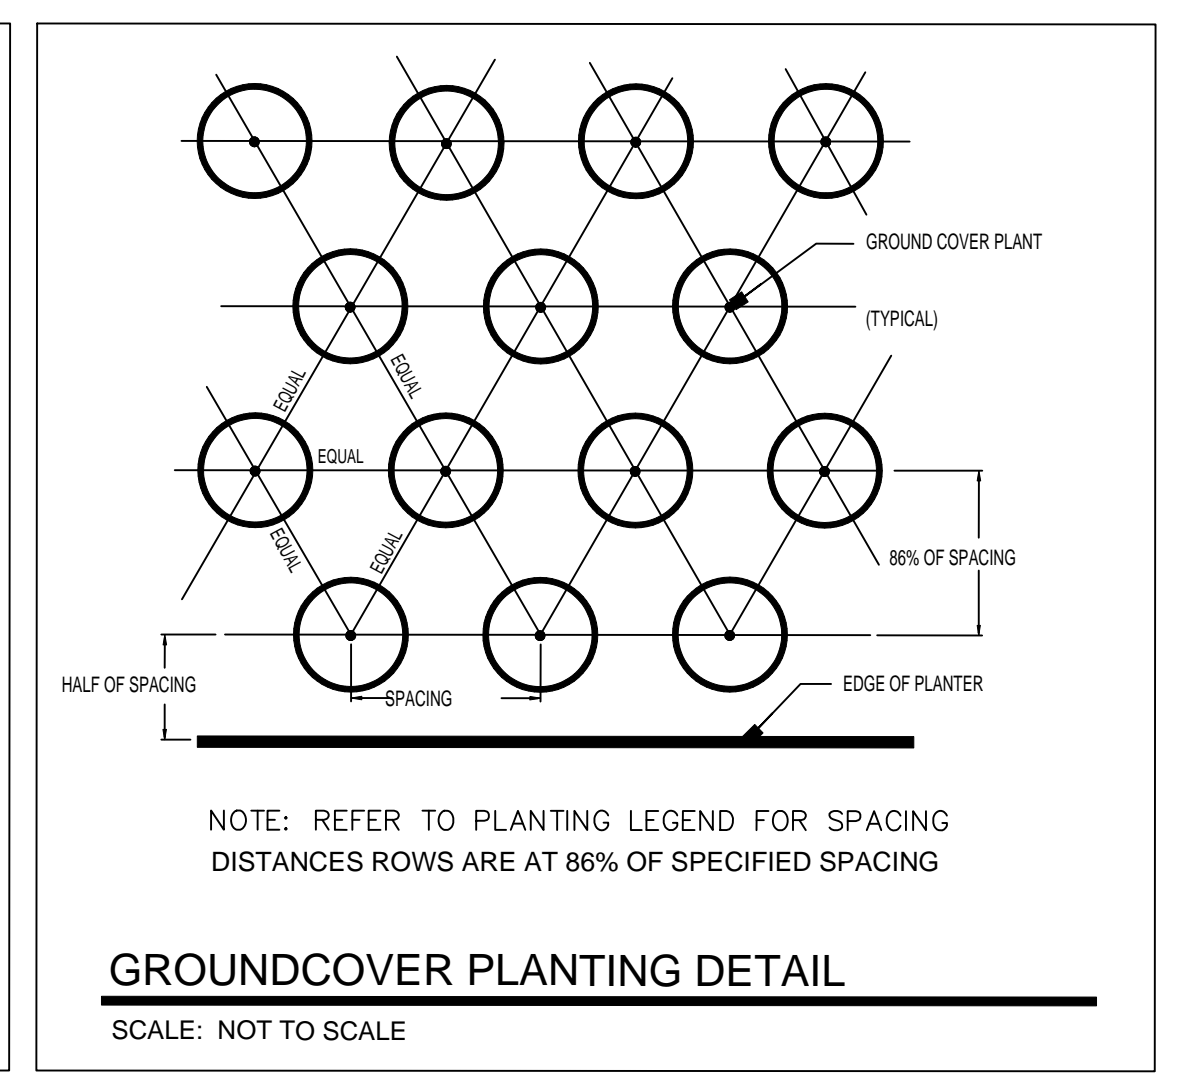 GROUND COVER PLANT
(TYPICAL)
EQUAL
EQUAL
EQUAL
EQUAL
EQUAL
86% OF SPACING
HALF OF SPACING
SPACING
EDGE OF PLANTER
NOTE: REFER TO PLANTING LEGEND FOR SPACING
DISTANCES ROWS ARE AT 86% OF SPECIFIED SPACING
GROUNDCOVER PLANTING DETAIL
SCALE: NOT TO SCALE